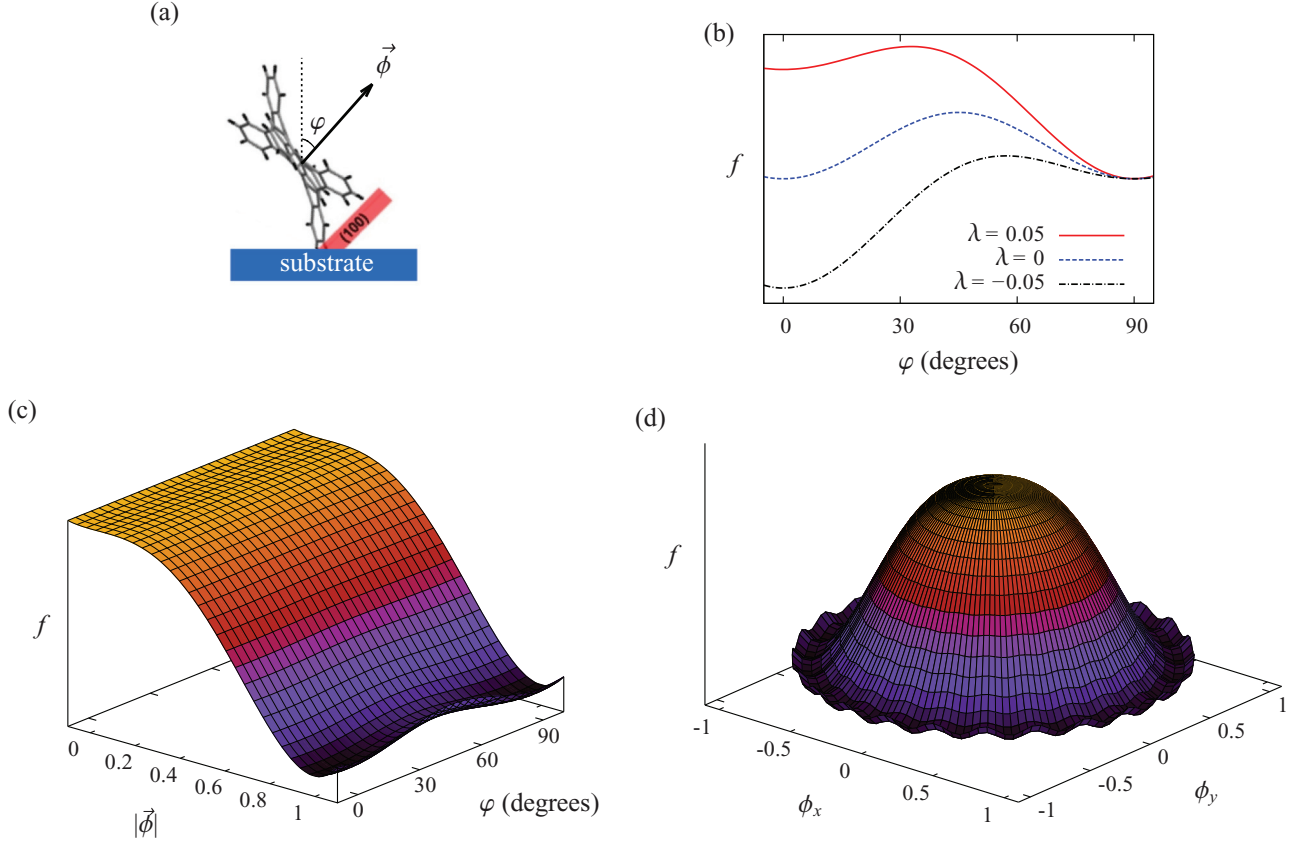 (a)
ϕ⃗
φ
(100)
substrate
(b)
f
λ = 0.05
λ = 0
λ = −0.05
0 30 60 90
φ (degrees)
(c)
f
0 0.2 0.4 0.6 0.8 1
|ϕ⃗|
0 30 60 90
φ (degrees)
(d)
f
-1 -0.5 0 0.5 1
ϕx
-1 -0.5 0 0.5 1
ϕy